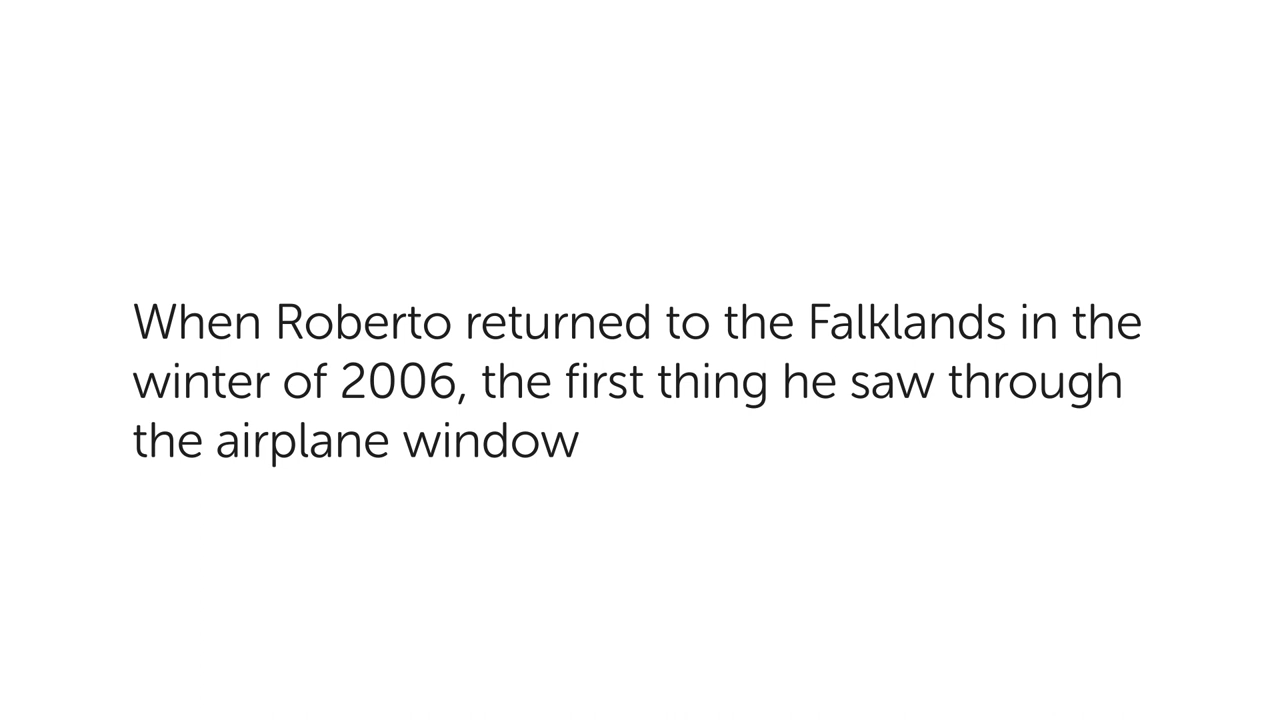 When Roberto returned to the Falklands in the
winter of 2006, the first thing he saw through
the airplane window